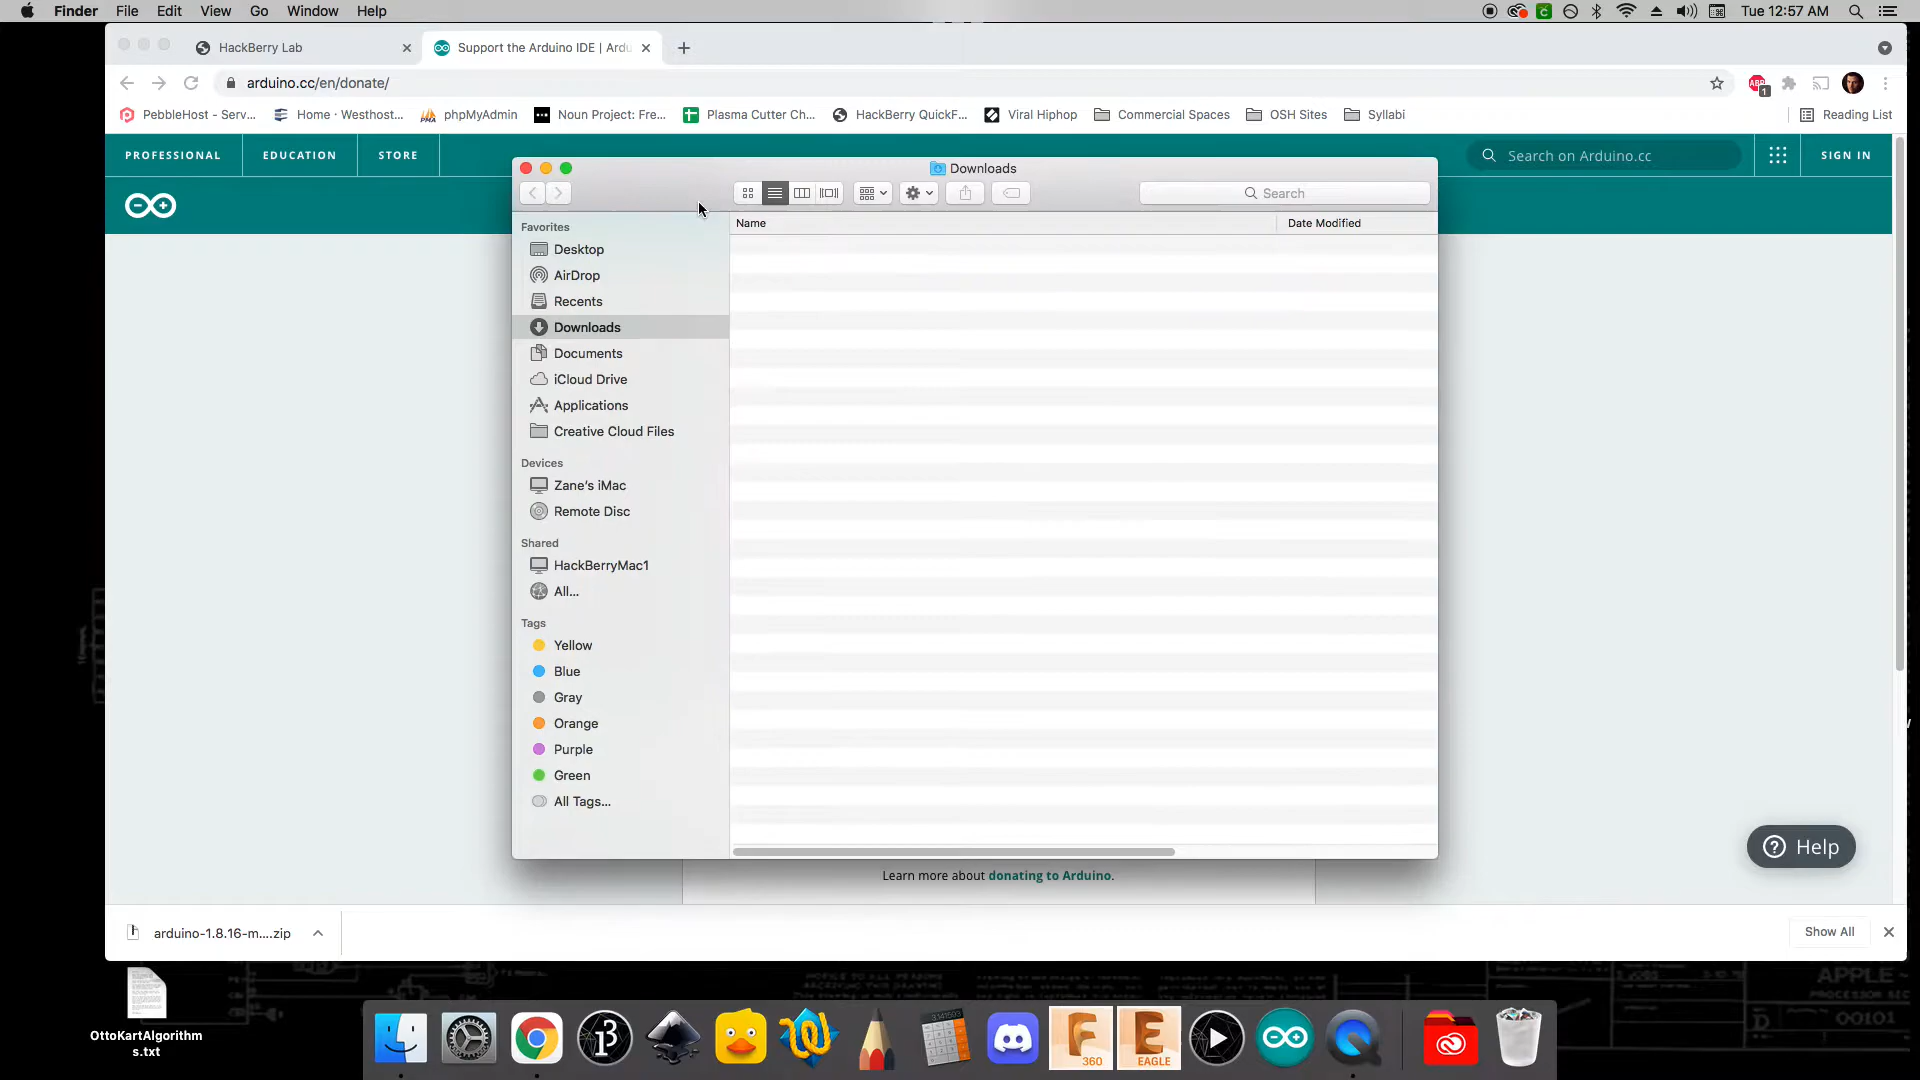 Finder File Edit View Go Window Help Tue 12:57 AM
HackBerry Lab Support the Arduino IDE | Ardu
arduino.cc/en/donate/
PebbleHost - Serv... Home · Westhost... phpMyAdmin Noun Project: Fre... Plasma Cutter Ch... HackBerry QuickF... Viral Hiphop Commercial Spaces OSH Sites Syllabi Reading List
PROFESSIONAL EDUCATION STORE Search on Arduino.cc SIGN IN
Downloads
Search
Name Date Modified
Favorites
Desktop
AirDrop
Recents
Downloads
Documents
iCloud Drive
Applications
Creative Cloud Files
Devices
Zane's iMac
Remote Disc
Shared
HackBerryMac1
All...
Tags
Yellow
Blue
Gray
Orange
Purple
Green
All Tags...
Help
Learn more about donating to Arduino.
arduino-1.8.16-m....zip Show All
OttoKartAlgorithm
s.txt
360
EAGLE